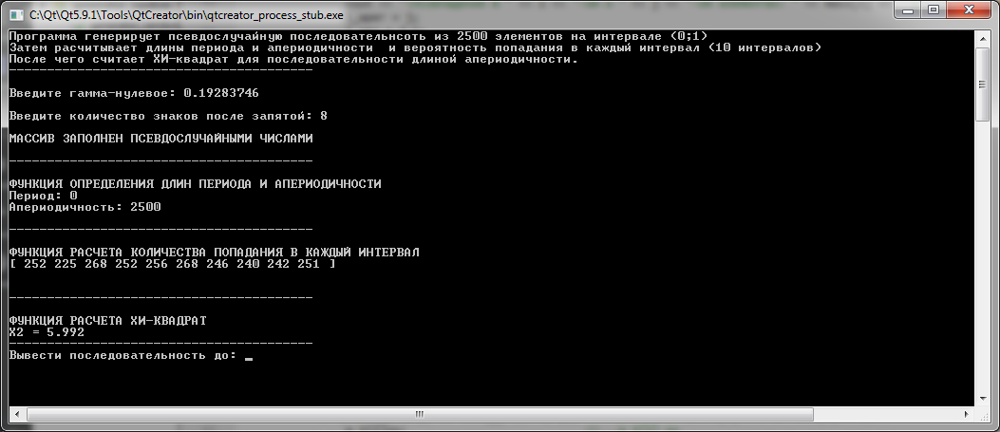 C:\Qt\Qt5.9.1\Tools\QtCreator\bin\qtcreator_process_stub.exe
Программа генерирует псевдослучайную последовательнсоть из 2500 элементов на интервале (0;1)
Затем расчитывает длины периода и апериодичности  и вероятность попадания в каждый интервал (10 интервалов)
После чего считает ХИ-квадрат для последовательности длиной апериодичности.
----------------------------------------
Введите гамма-нулевое: 0.19283746
Введите количество знаков после запятой: 8
МАССИВ ЗАПОЛНЕН ПСЕВДОСЛУЧАЙНЫМИ ЧИСЛАМИ
----------------------------------------
ФУНКЦИЯ ОПРЕДЕЛЕНИЯ ДЛИН ПЕРИОДА И АПЕРИОДИЧНОСТИ
Период: 0
Апериодичность: 2500
----------------------------------------
ФУНКЦИЯ РАСЧЕТА КОЛИЧЕСТВА ПОПАДАНИЯ В КАЖДЫЙ ИНТЕРВАЛ
[ 252 225 268 252 256 268 246 240 242 251 ]
----------------------------------------
ФУНКЦИЯ РАСЧЕТА ХИ-КВАДРАТ
X2 = 5.992
----------------------------------------
Вывести последовательность до: _